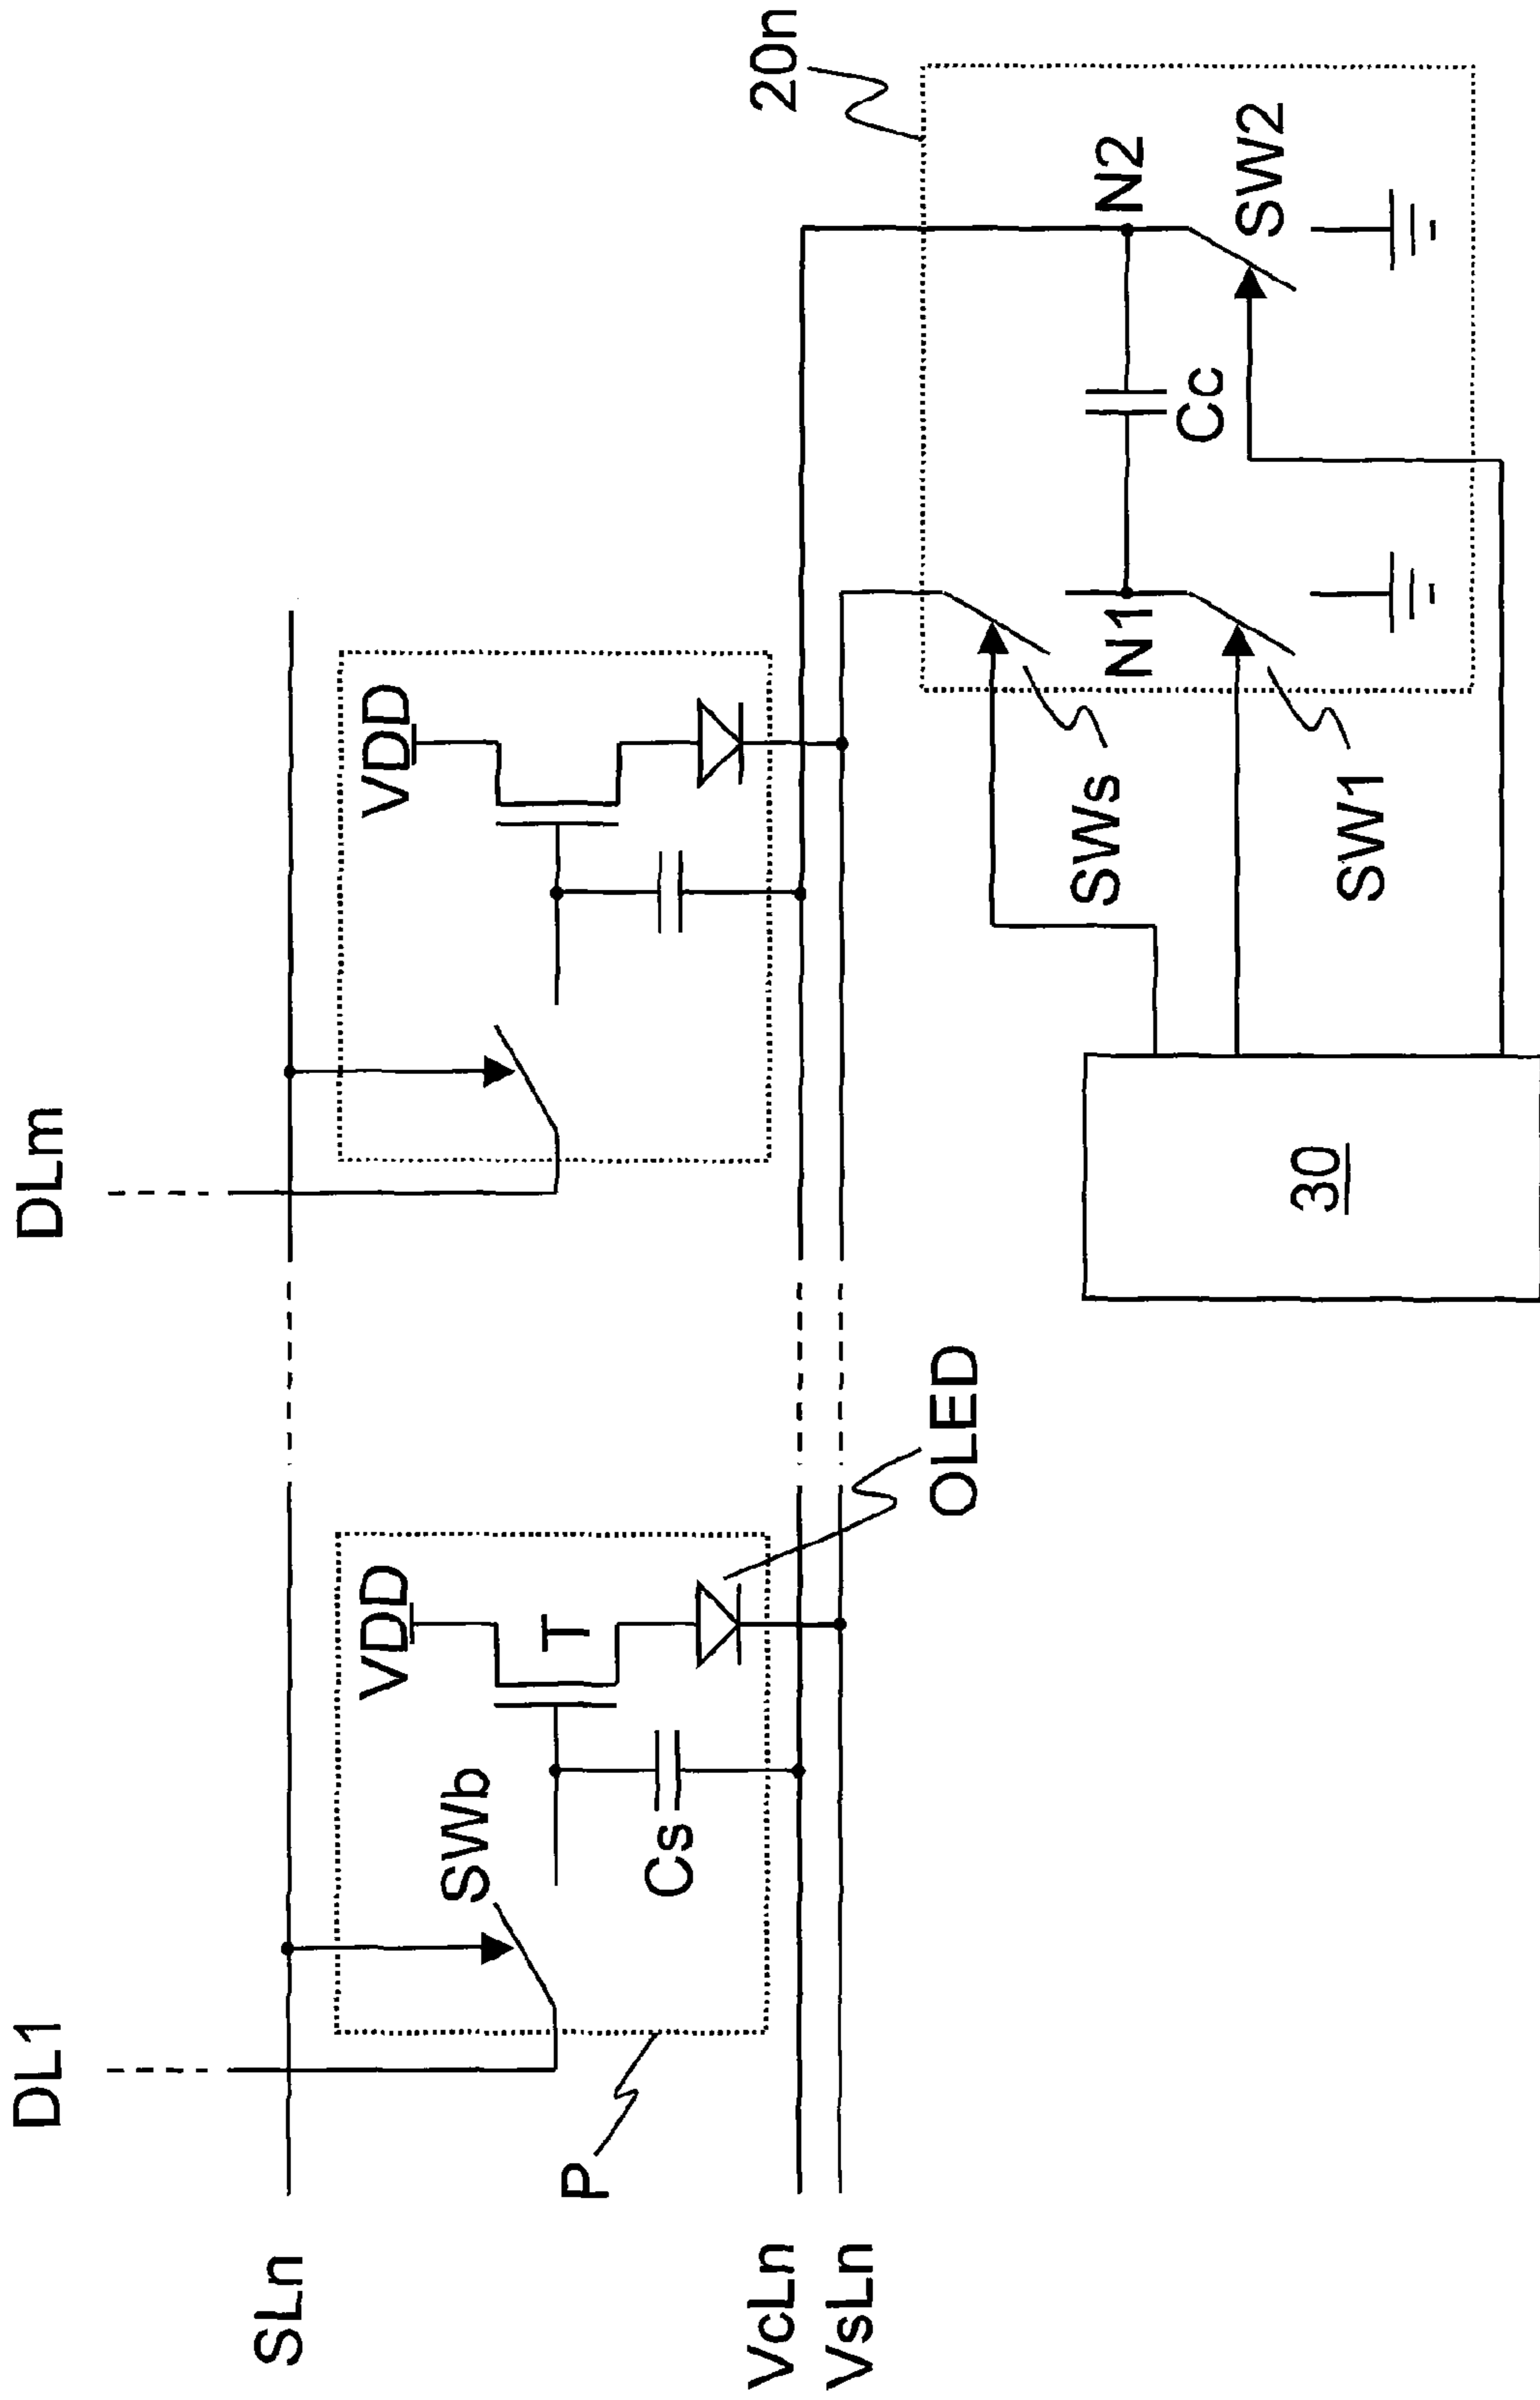 DL1
DLm
SLn
VDD
VDD
SWb
T
Cs
P
VcLn
VsLn
OLED
20n
N1
N2
Cc
SWs
SW1
SW2
30